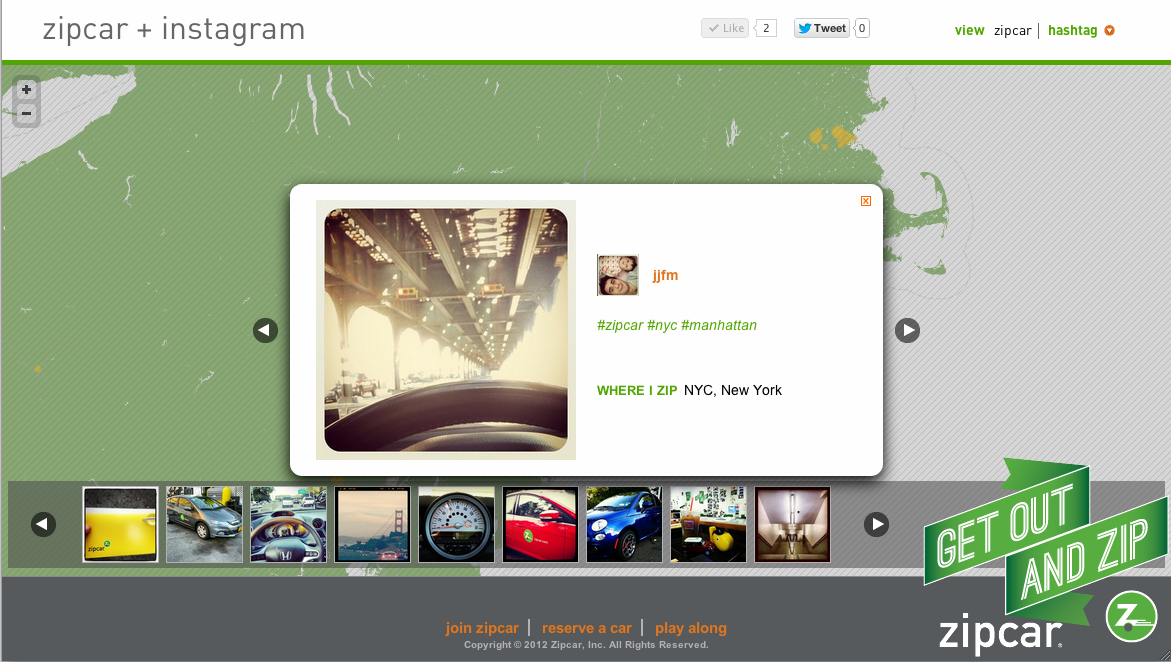 zipcar + instagram
Like 2 Tweet 0 view zipcar | hashtag
+
−
x
jjfm
#zipcar #nyc #manhattan
WHERE I ZIP NYC, New York
zipcar
GET OUT
AND ZIP
zipcar®
Z
join zipcar | reserve a car | play along
Copyright © 2012 Zipcar, Inc. All Rights Reserved.